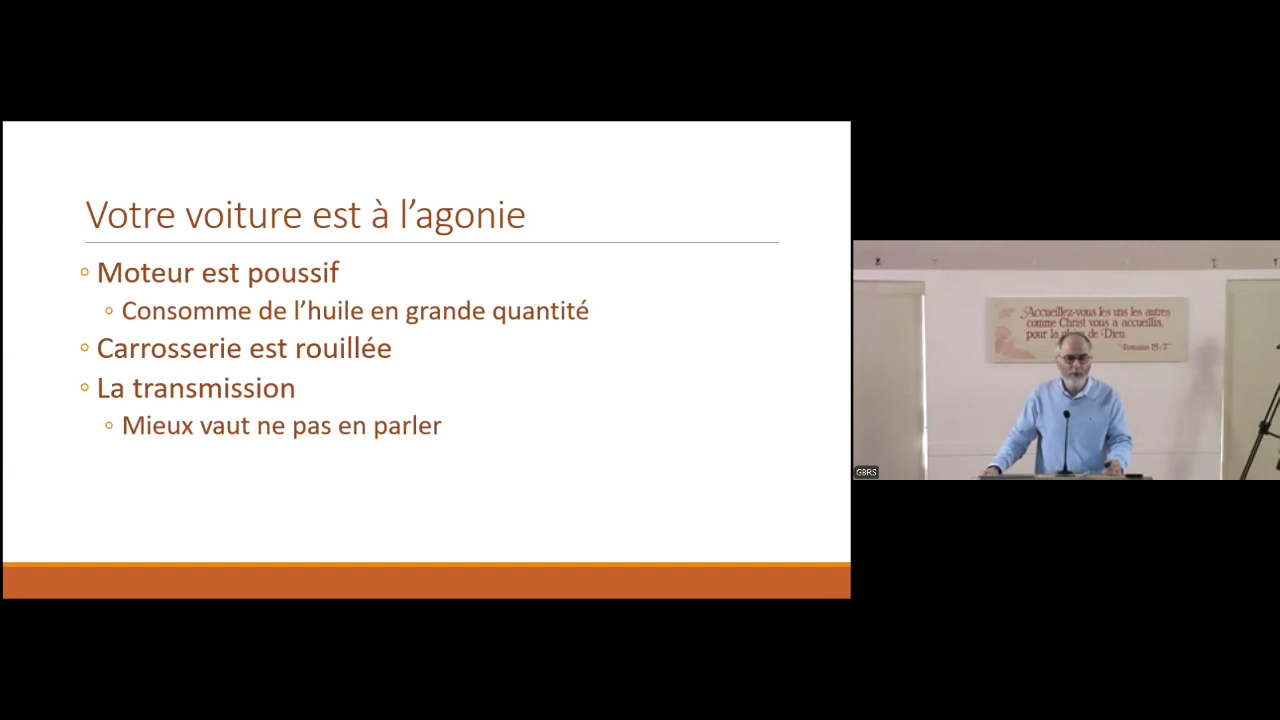 Votre voiture est à l’agonie
◦ Moteur est poussif
◦ Consomme de l’huile en grande quantité
◦ Carrosserie est rouillée
◦ La transmission
◦ Mieux vaut ne pas en parler
Accueillez-vous les uns les autres
comme Christ vous a accueillis,
pour la gloire de Dieu.
Romains 15:7
GBRS